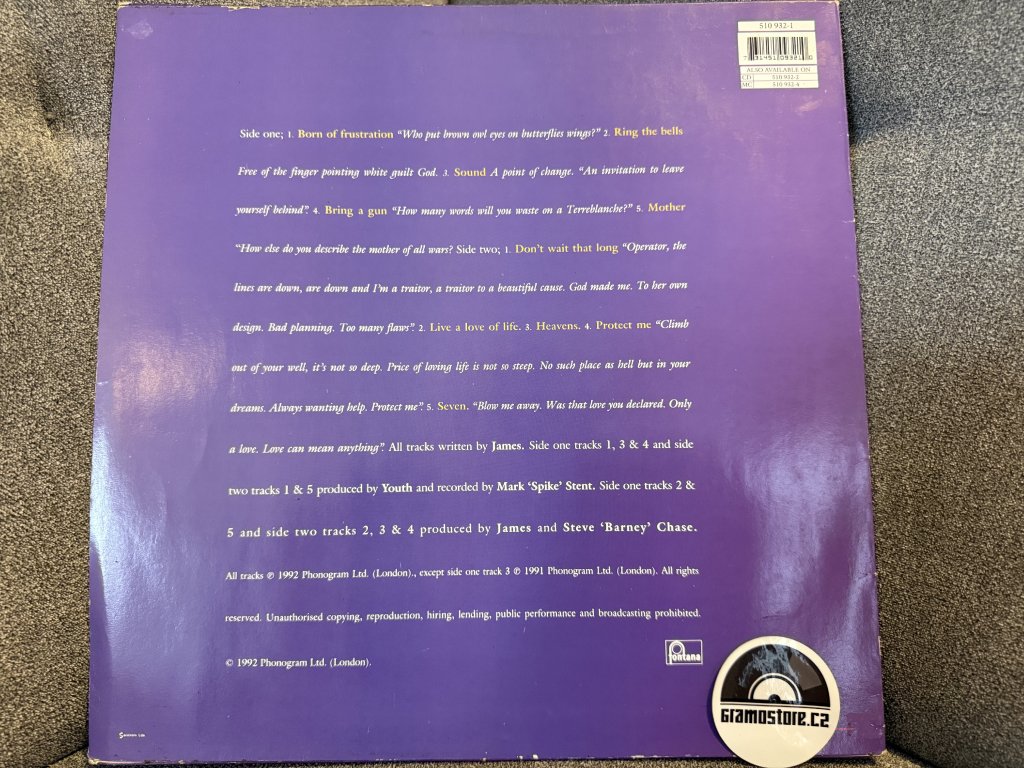 510 932-1
7 31451 09321 0
ALSO AVAILABLE ON
CD 510 932-2
MC 510 932-4
Side one; 1. Born of frustration “Who put brown owl eyes on butterflies wings?” 2. Ring the bells
Free of the finger pointing white guilt God. 3. Sound A point of change. “An invitation to leave
yourself behind”. 4. Bring a gun “How many words will you waste on a Terreblanche?” 5. Mother
“How else do you describe the mother of all wars? Side two; 1. Don't wait that long “Operator, the
lines are down, are down and I'm a traitor, a traitor to a beautiful cause. God made me. To her own
design. Bad planning. Too many flaws”. 2. Live a love of life. 3. Heavens. 4. Protect me “Climb
out of your well, it's not so deep. Price of loving life is not so steep. No such place as hell but in your
dreams. Always wanting help. Protect me”. 5. Seven. “Blow me away. Was that love you declared. Only
a love. Love can mean anything”. All tracks written by James. Side one tracks 1, 3 & 4 and side
two tracks 1 & 5 produced by Youth and recorded by Mark ‘Spike’ Stent. Side one tracks 2 &
5 and side two tracks 2, 3 & 4 produced by James and Steve ‘Barney’ Chase.
All tracks ℗ 1992 Phonogram Ltd. (London)., except side one track 3 ℗ 1991 Phonogram Ltd. (London). All rights
reserved. Unauthorised copying, reproduction, hiring, lending, public performance and broadcasting prohibited.
© 1992 Phonogram Ltd. (London).
fontana
Gramostore.cz